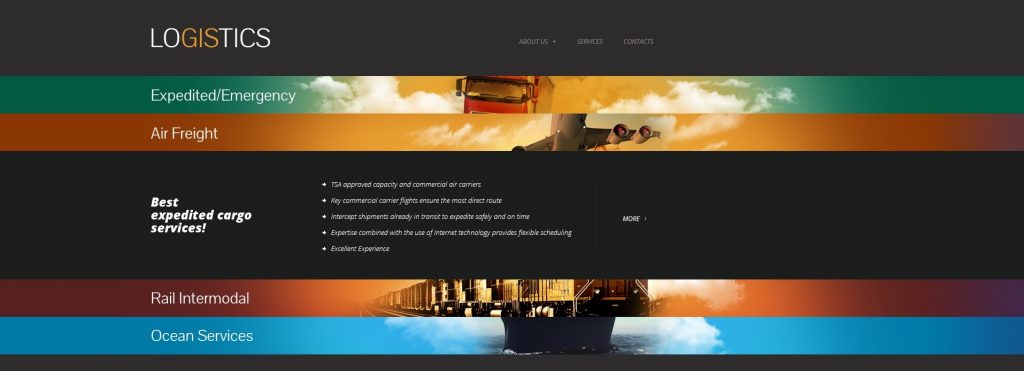 LOGISTICS
ABOUT US
SERVICES
CONTACTS
Expedited/Emergency
Air Freight
Best
expedited cargo
services!
TSA approved capacity and commercial air carriers
Key commercial carrier flights ensure the most direct route
Intercept shipments already in transit to expedite safely and on time
Expertise combined with the use of Internet technology provides flexible scheduling
Excellent Experience
MORE
Rail Intermodal
Ocean Services